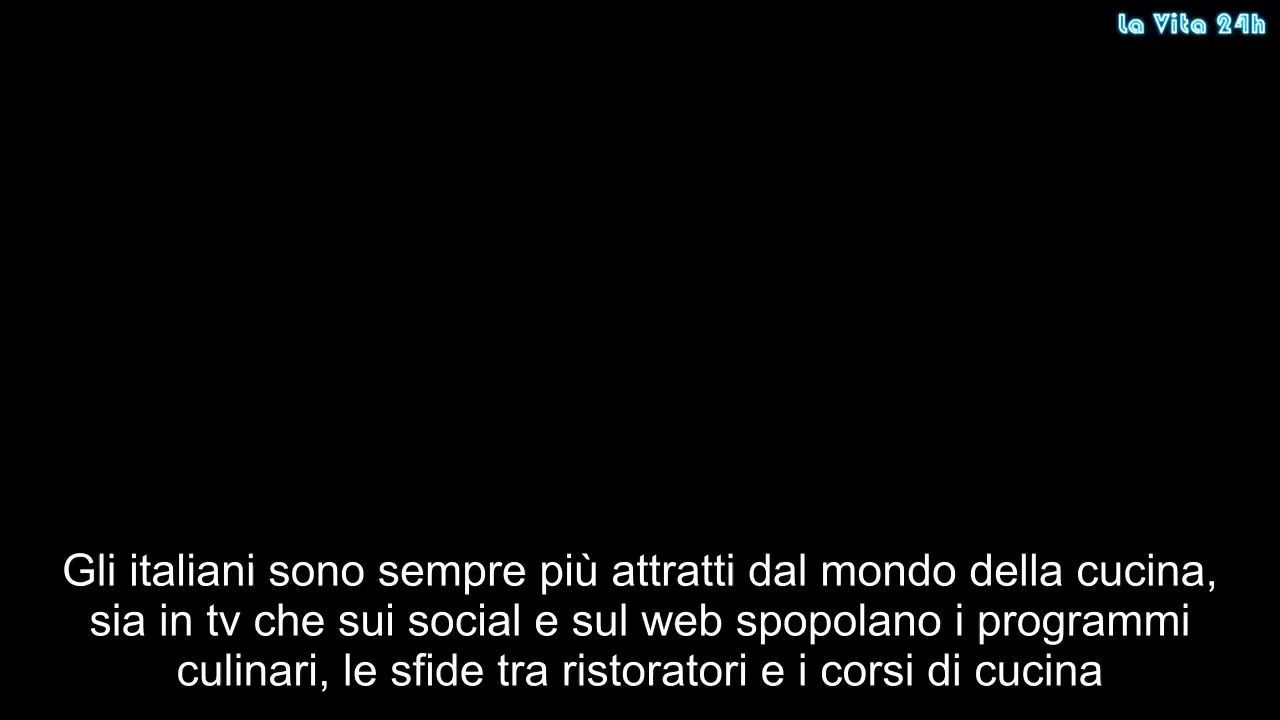 La Vita 24h
Gli italiani sono sempre più attratti dal mondo della cucina,
sia in tv che sui social e sul web spopolano i programmi
culinari, le sfide tra ristoratori e i corsi di cucina